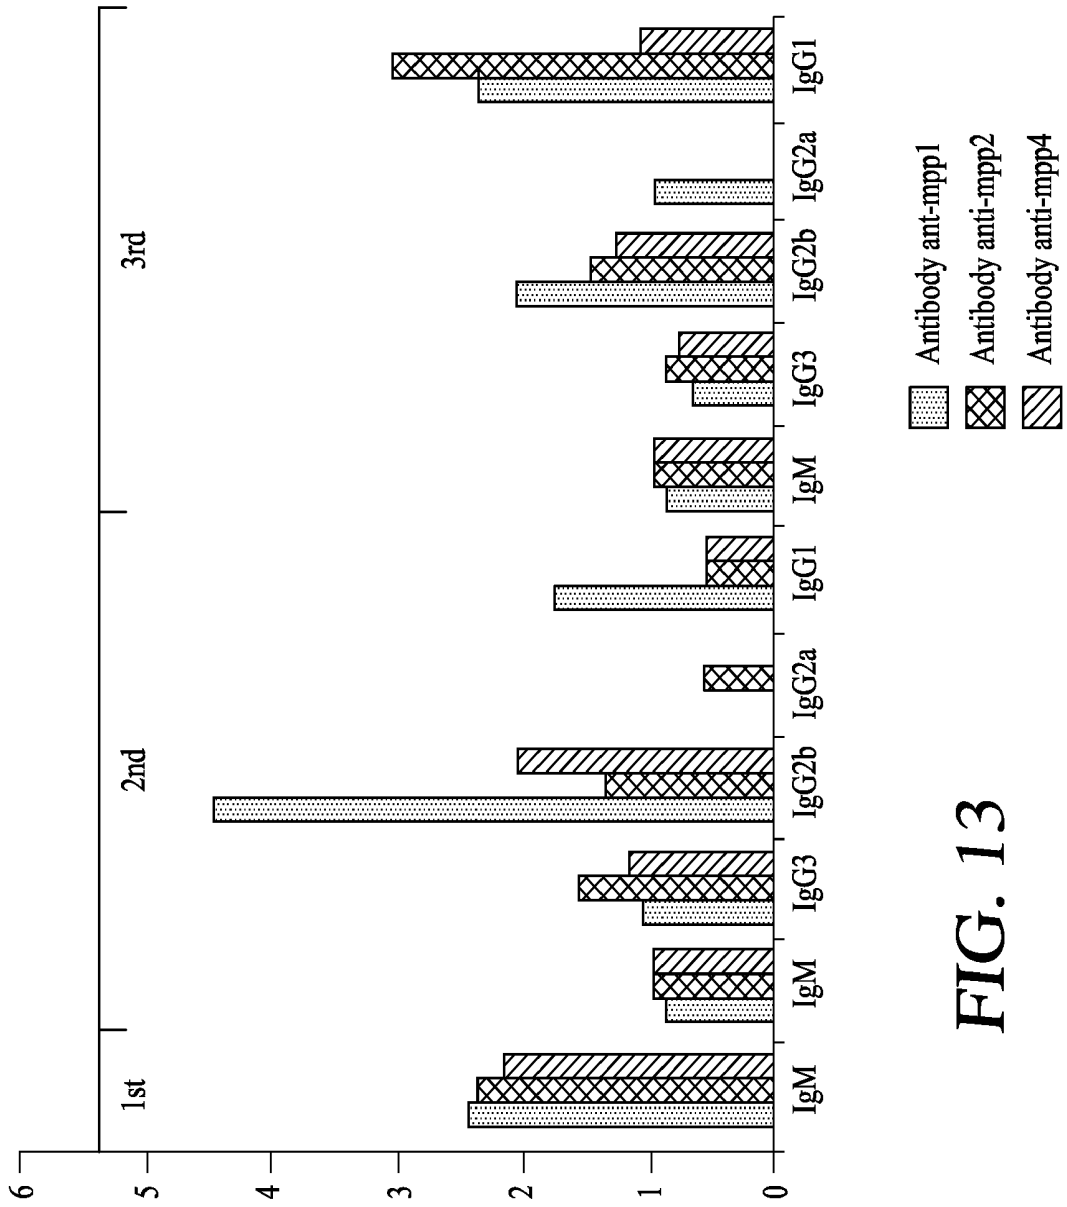 1st
2nd
3rd
6
5
4
3
2
1
0
IgM
IgM
IgG3
IgG2b
IgG2a
IgG1
IgM
IgG3
IgG2b
IgG2a
IgG1
Antibody ant-mpp1
Antibody anti-mpp2
Antibody anti-mpp4
FIG. 13